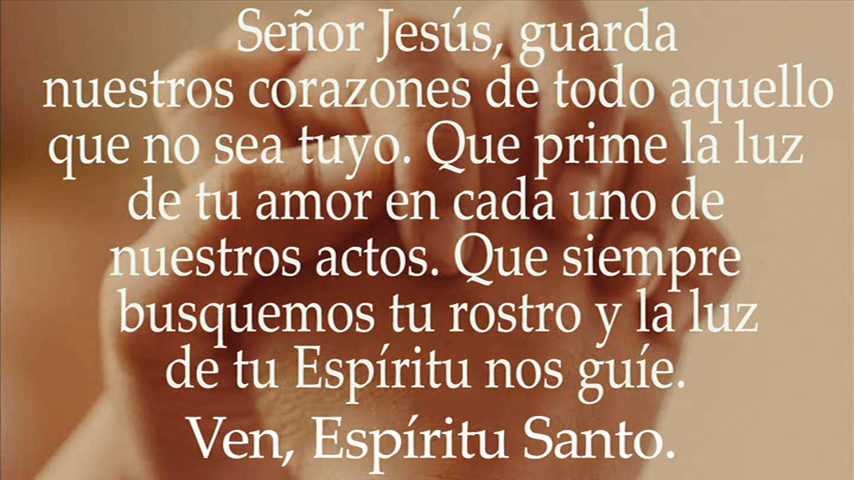 Señor Jesús, guarda
nuestros corazones de todo aquello
que no sea tuyo. Que prime la luz
de tu amor en cada uno de
nuestros actos. Que siempre
busquemos tu rostro y la luz
de tu Espíritu nos guíe.
Ven, Espíritu Santo.